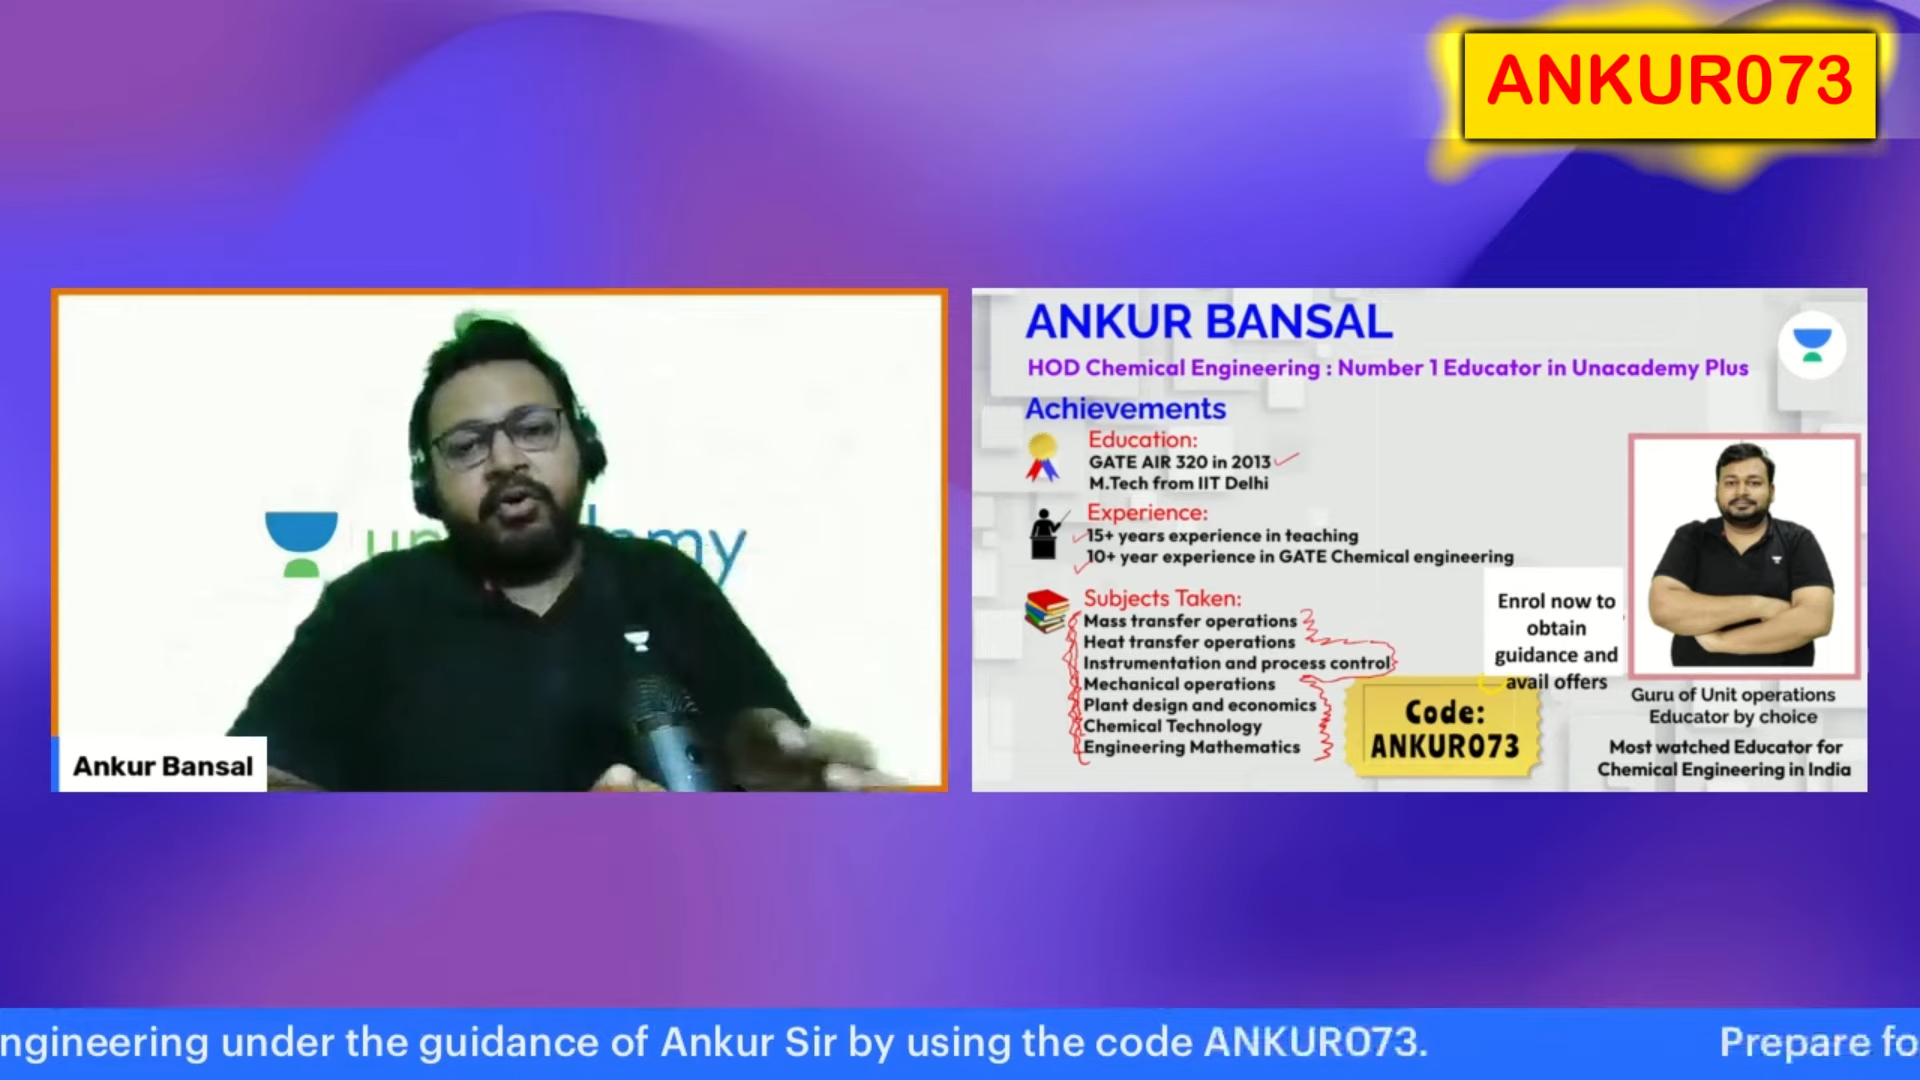 ANKUR073
unacademy
Ankur Bansal
ANKUR BANSAL
HOD Chemical Engineering : Number 1 Educator in Unacademy Plus
Achievements
Education:
GATE AIR 320 in 2013
M.Tech from IIT Delhi
Experience:
15+ years experience in teaching
10+ year experience in GATE Chemical engineering
Subjects Taken:
Mass transfer operations
Heat transfer operations
Instrumentation and process control
Mechanical operations
Plant design and economics
Chemical Technology
Engineering Mathematics
Enrol now to
obtain
guidance and
avail offers
Code:
ANKUR073
Guru of Unit operations
Educator by choice
Most watched Educator for
Chemical Engineering in India
ngineering under the guidance of Ankur Sir by using the code ANKUR073. Prepare fo